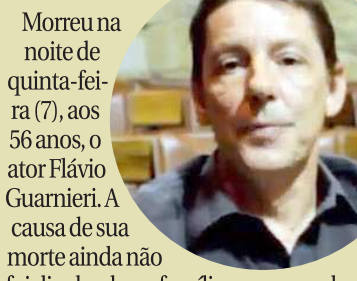 Morreu na
noite de
quinta-fei-
ra (7), aos
56 anos, o
ator Flávio
Guarnieri. A
causa de sua
morte ainda não